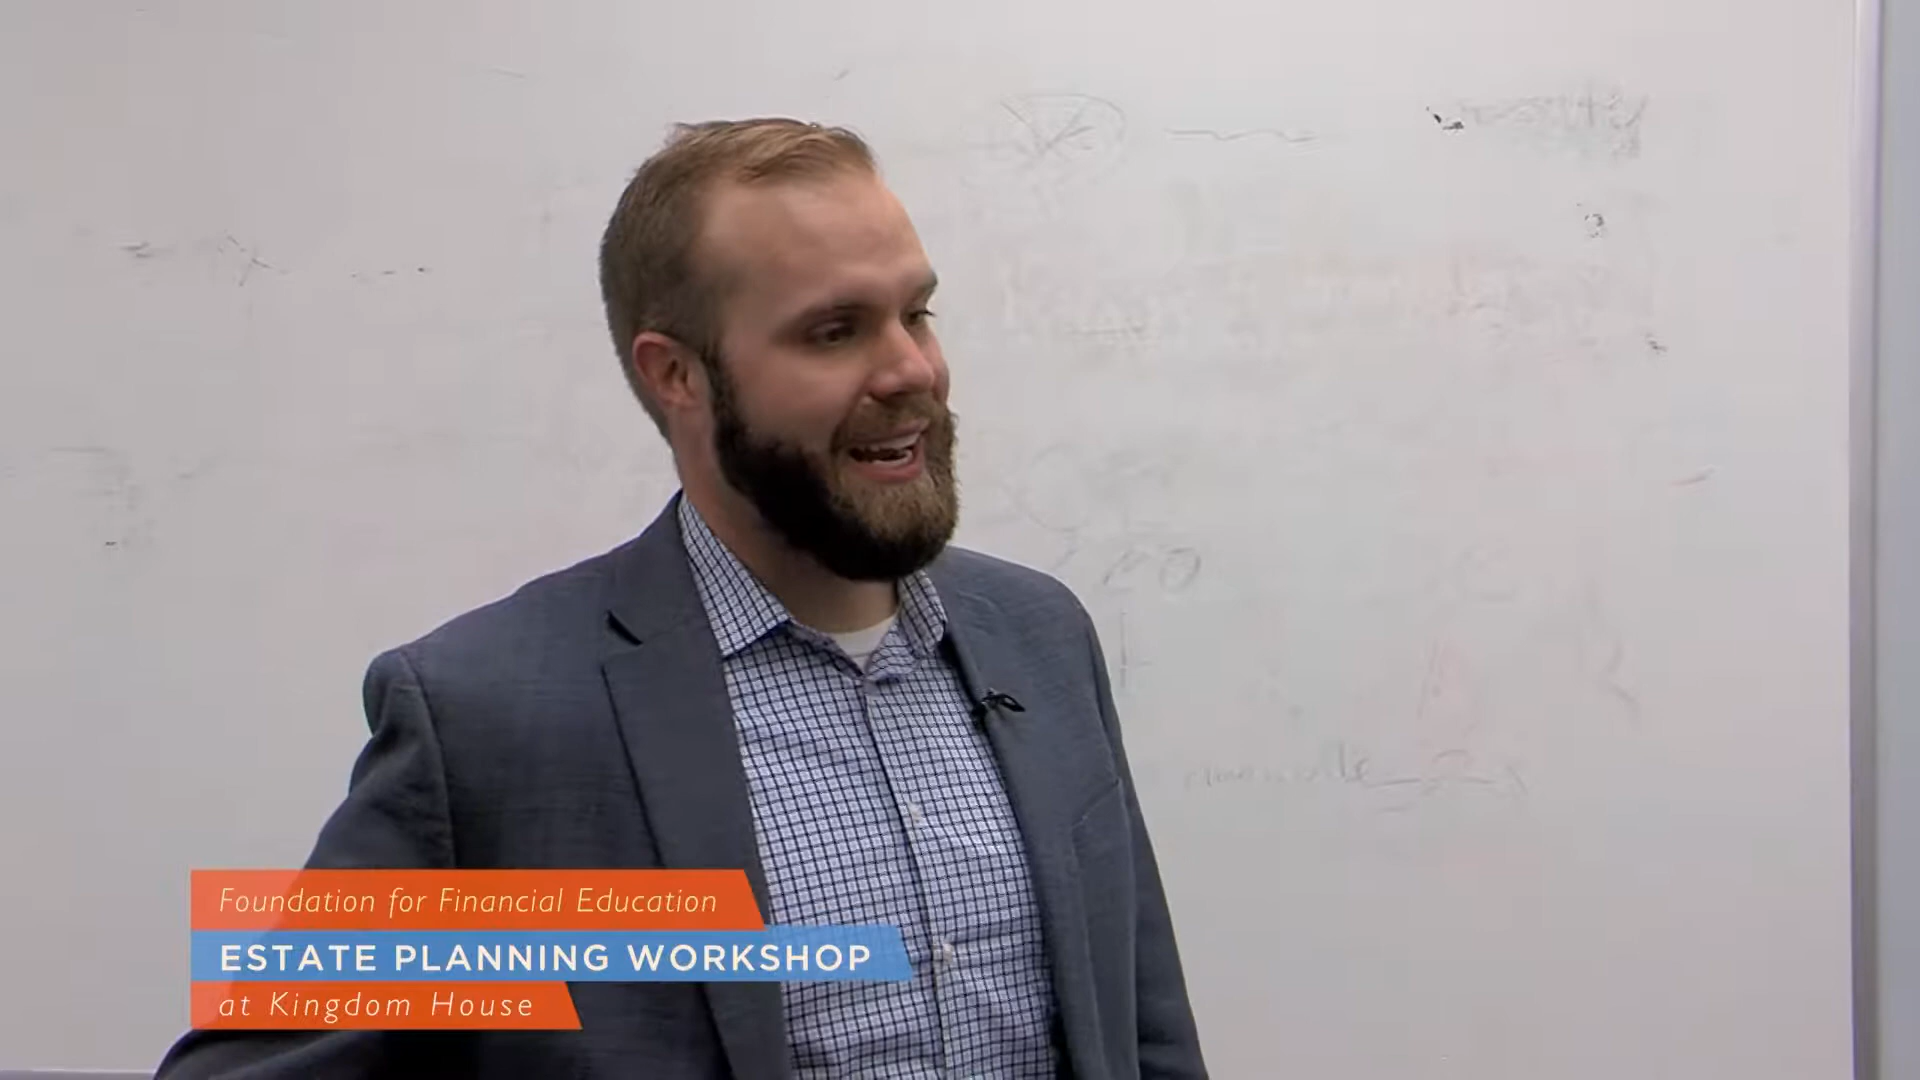 Foundation for Financial Education
ESTATE PLANNING WORKSHOP
at Kingdom House